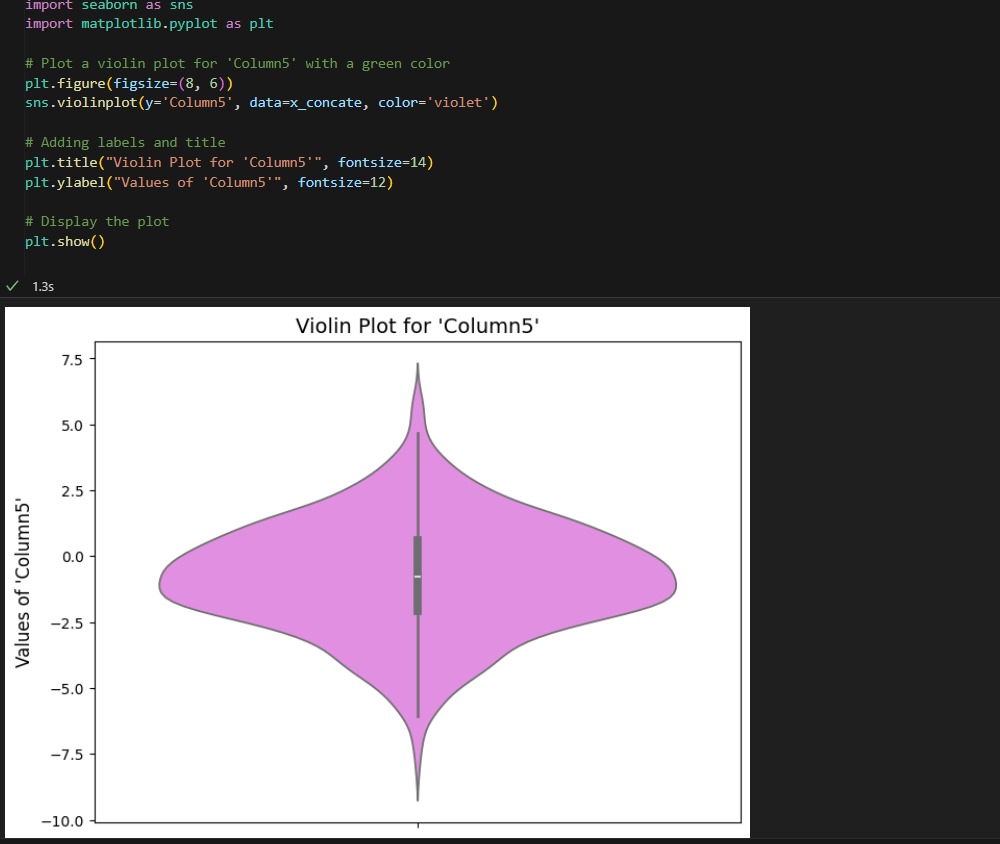 import seaborn as sns
import matplotlib.pyplot as plt
# Plot a violin plot for 'Column5' with a green color
plt.figure(figsize=(8, 6))
sns.violinplot(y='Column5', data=x_concate, color='violet')
# Adding labels and title
plt.title("Violin Plot for 'Column5'", fontsize=14)
plt.ylabel("Values of 'Column5'", fontsize=12)
# Display the plot
plt.show()
1.3s
Violin Plot for 'Column5'
Values of 'Column5'
7.5
5.0
2.5
0.0
−2.5
−5.0
−7.5
−10.0